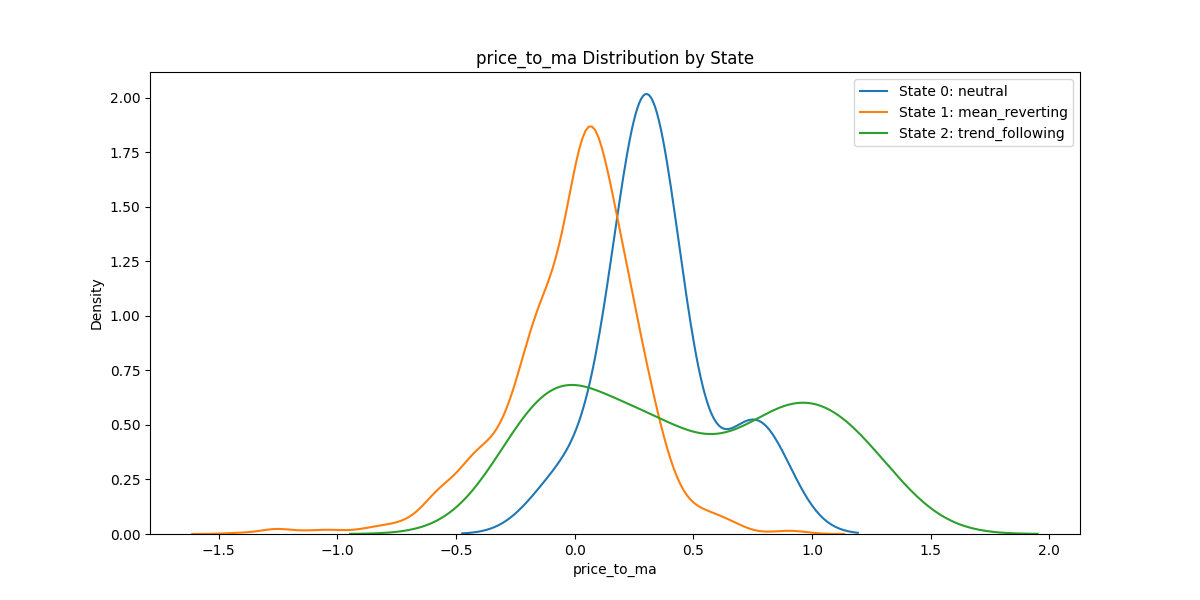 price_to_ma Distribution by State
State 0: neutral
State 1: mean_reverting
State 2: trend_following
Density
2.00
1.75
1.50
1.25
1.00
0.75
0.50
0.25
0.00
−1.5 −1.0 −0.5 0.0 0.5 1.0 1.5 2.0
price_to_ma